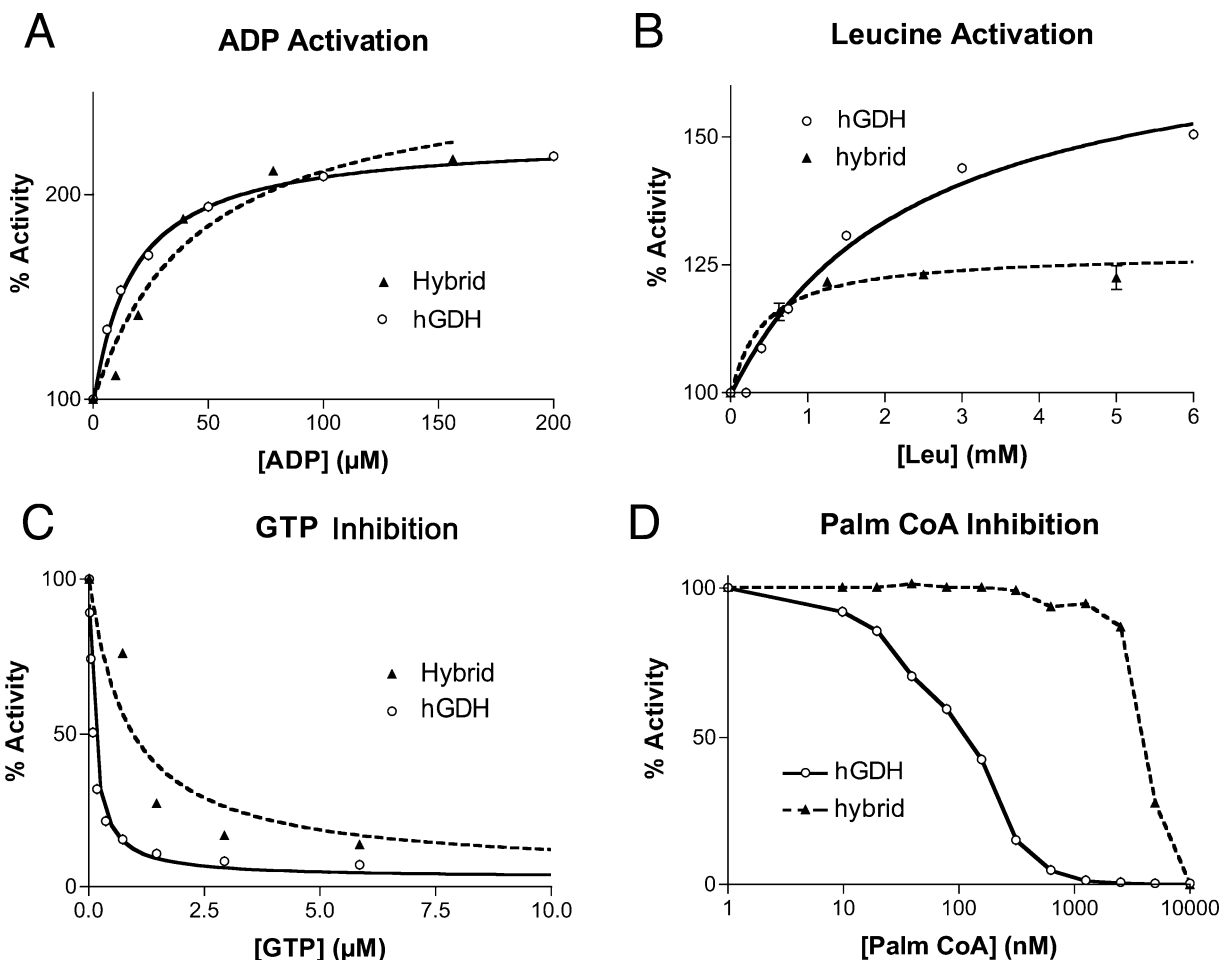 A
ADP Activation
% Activity
200
100
Hybrid
hGDH
0 50 100 150 200
[ADP] (µM)
B
Leucine Activation
% Activity
150
125
100
hGDH
hybrid
0 1 2 3 4 5 6
[Leu] (mM)
C
GTP Inhibition
% Activity
100
50
0
Hybrid
hGDH
0.0 2.5 5.0 7.5 10.0
[GTP] (µM)
D
Palm CoA Inhibition
% Activity
100
50
0
hGDH
hybrid
1 10 100 1000 10000
[Palm CoA] (nM)